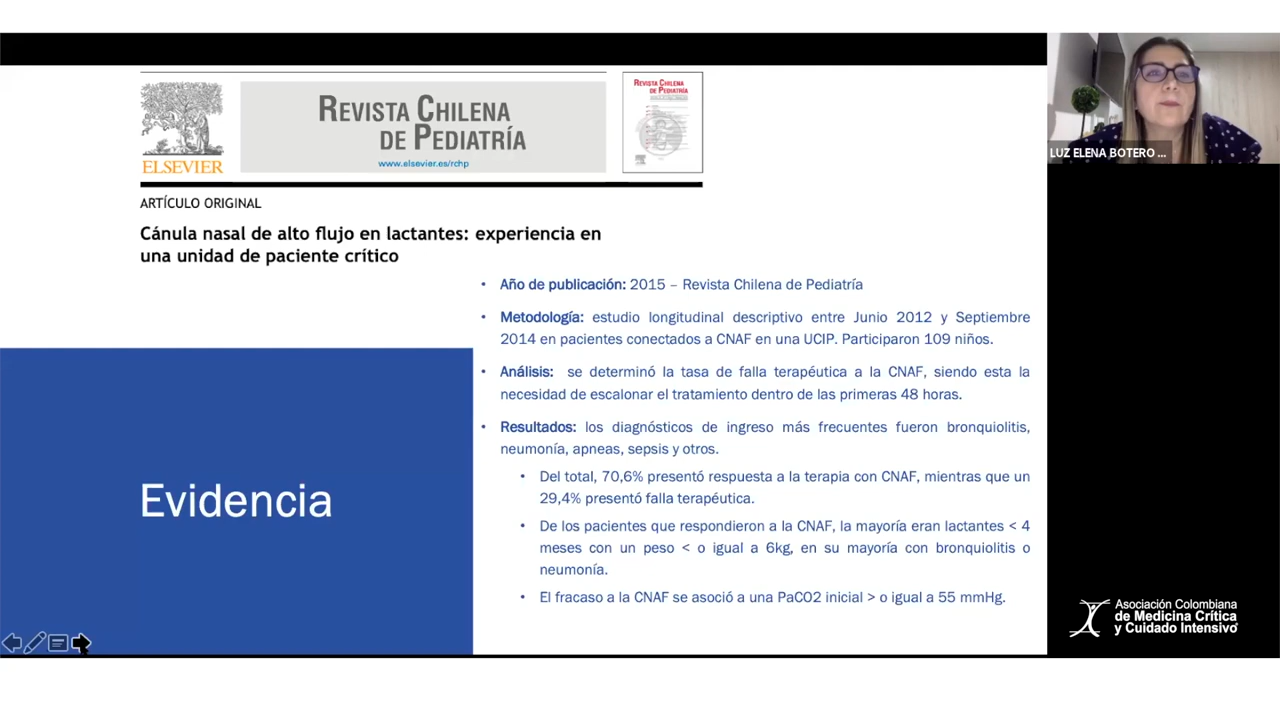 REVISTA CHILENA
DE PEDIATRÍA
www.elsevier.es/rchp
ELSEVIER
REVISTA CHILENA
DE PEDIATRÍA
ARTÍCULO ORIGINAL
Cánula nasal de alto flujo en lactantes: experiencia en
una unidad de paciente crítico
• Año de publicación: 2015 – Revista Chilena de Pediatría
• Metodología: estudio longitudinal descriptivo entre Junio 2012 y Septiembre
2014 en pacientes conectados a CNAF en una UCIP. Participaron 109 niños.
• Análisis: se determinó la tasa de falla terapéutica a la CNAF, siendo esta la
necesidad de escalonar el tratamiento dentro de las primeras 48 horas.
• Resultados: los diagnósticos de ingreso más frecuentes fueron bronquiolitis,
neumonía, apneas, sepsis y otros.
• Del total, 70,6% presentó respuesta a la terapia con CNAF, mientras que un
29,4% presentó falla terapéutica.
• De los pacientes que respondieron a la CNAF, la mayoría eran lactantes < 4
meses con un peso < o igual a 6kg, en su mayoría con bronquiolitis o
neumonía.
• El fracaso a la CNAF se asoció a una PaCO2 inicial > o igual a 55 mmHg.
Evidencia
LUZ ELENA BOTERO ...
Asociación Colombiana
de Medicina Crítica
y Cuidado Intensivo